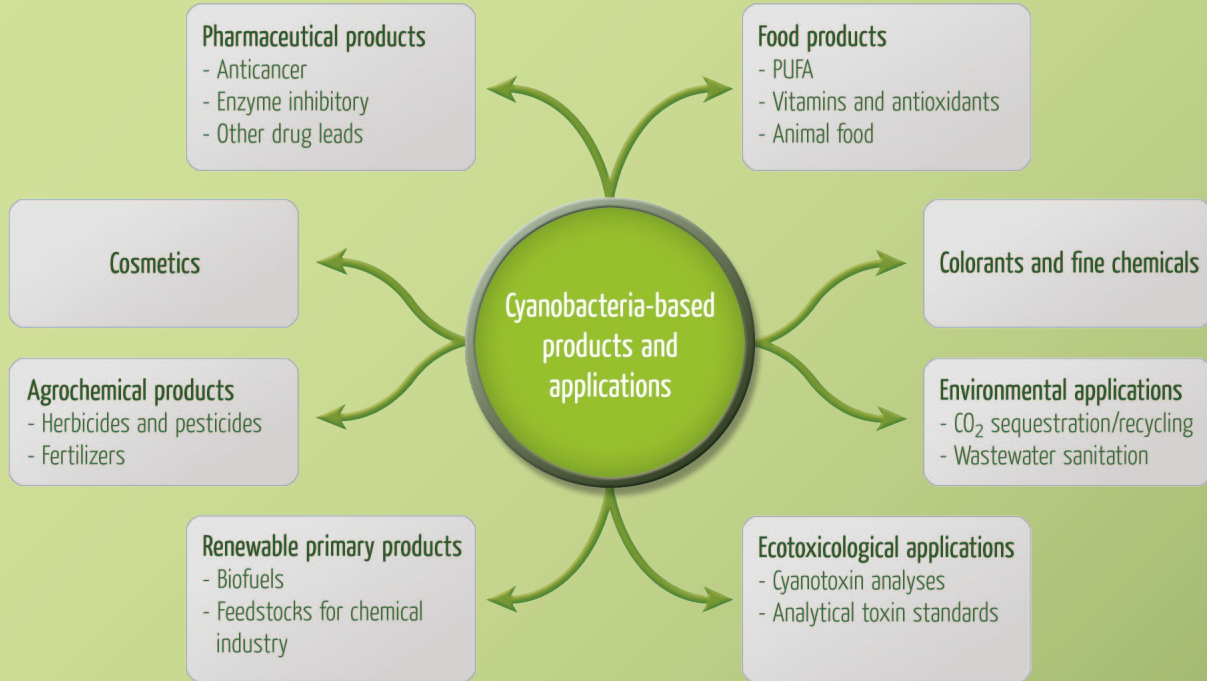 Pharmaceutical products
- Anticancer
- Enzyme inhibitory
- Other drug leads
Food products
- PUFA
- Vitamins and antioxidants
- Animal food
Cosmetics
Cyanobacteria-based
products and
applications
Colorants and fine chemicals
Agrochemical products
- Herbicides and pesticides
- Fertilizers
Environmental applications
- CO₂ sequestration/recycling
- Wastewater sanitation
Renewable primary products
- Biofuels
- Feedstocks for chemical
industry
Ecotoxicological applications
- Cyanotoxin analyses
- Analytical toxin standards